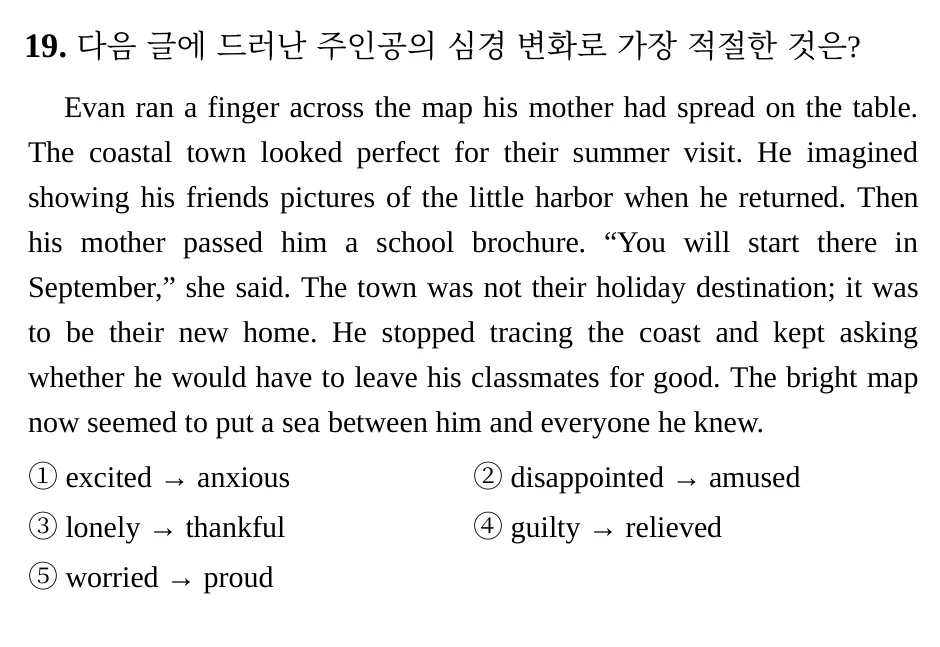 19. 다음 글에 드러난 주인공의 심경 변화로 가장 적절한 것은?
Evan ran a finger across the map his mother had spread on the table.
The coastal town looked perfect for their summer visit. He imagined
showing his friends pictures of the little harbor when he returned. Then
his mother passed him a school brochure. “You will start there in
September,” she said. The town was not their holiday destination; it was
to be their new home. He stopped tracing the coast and kept asking
whether he would have to leave his classmates for good. The bright map
now seemed to put a sea between him and everyone he knew.
① excited → anxious ② disappointed → amused
③ lonely → thankful ④ guilty → relieved
⑤ worried → proud